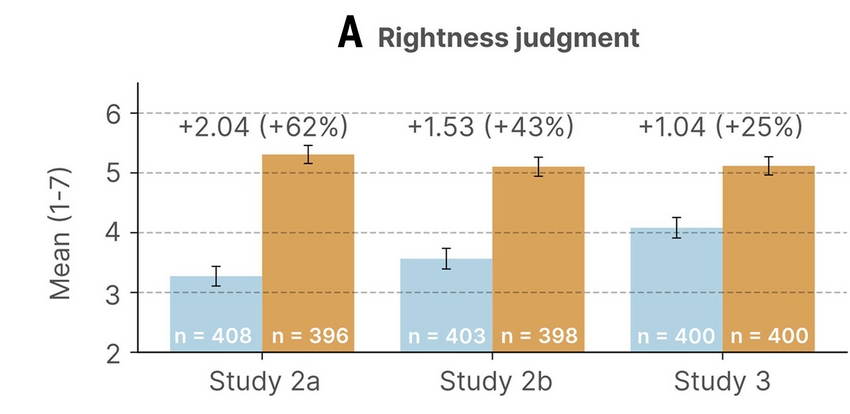 A Rightness judgment
6
+2.04 (+62%) +1.53 (+43%) +1.04 (+25%)
5
4
3
2
Mean (1-7)
n = 408 n = 396 n = 403 n = 398 n = 400 n = 400
Study 2a Study 2b Study 3